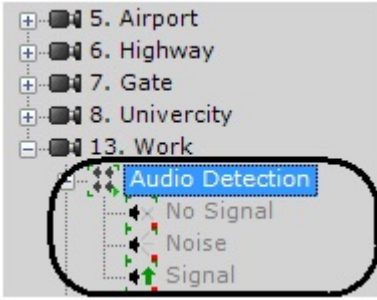 5. Airport
6. Highway
7. Gate
8. Univercity
13. Work
Audio Detection
No Signal
Noise
Signal